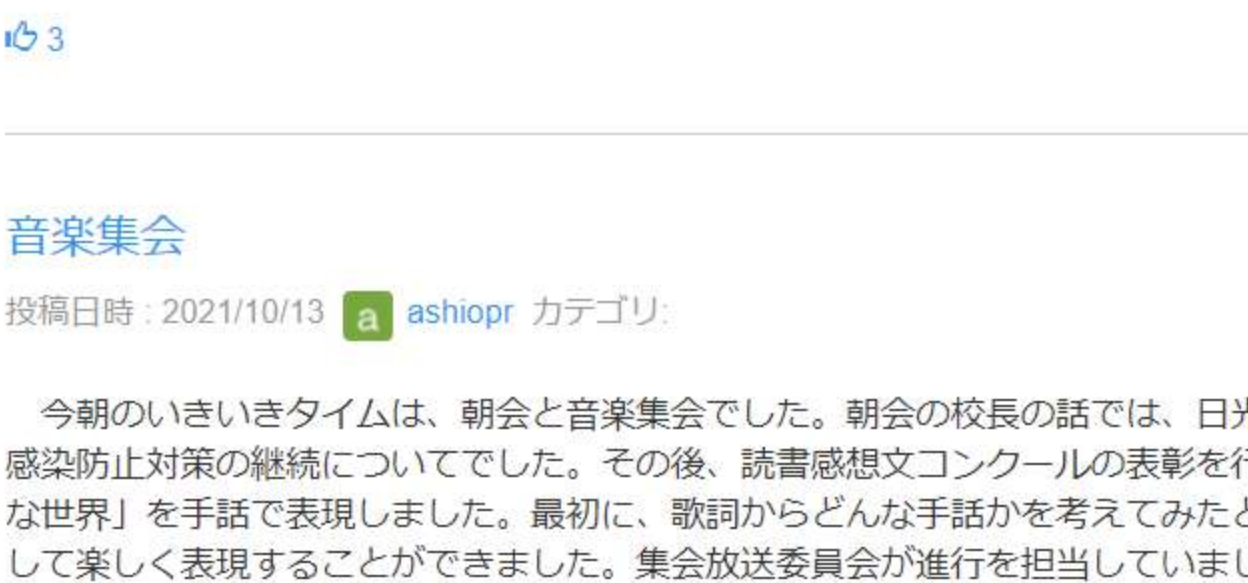 3
音楽集会
投稿日時 : 2021/10/13 a ashiopr カテゴリ:
今朝のいきいきタイムは、朝会と音楽集会でした。朝会の校長の話では、日光
感染防止対策の継続についてでした。その後、読書感想文コンクールの表彰を行
な世界」を手話で表現しました。最初に、歌詞からどんな手話かを考えてみたと
して楽しく表現することができました。集会放送委員会が進行を担当していまし